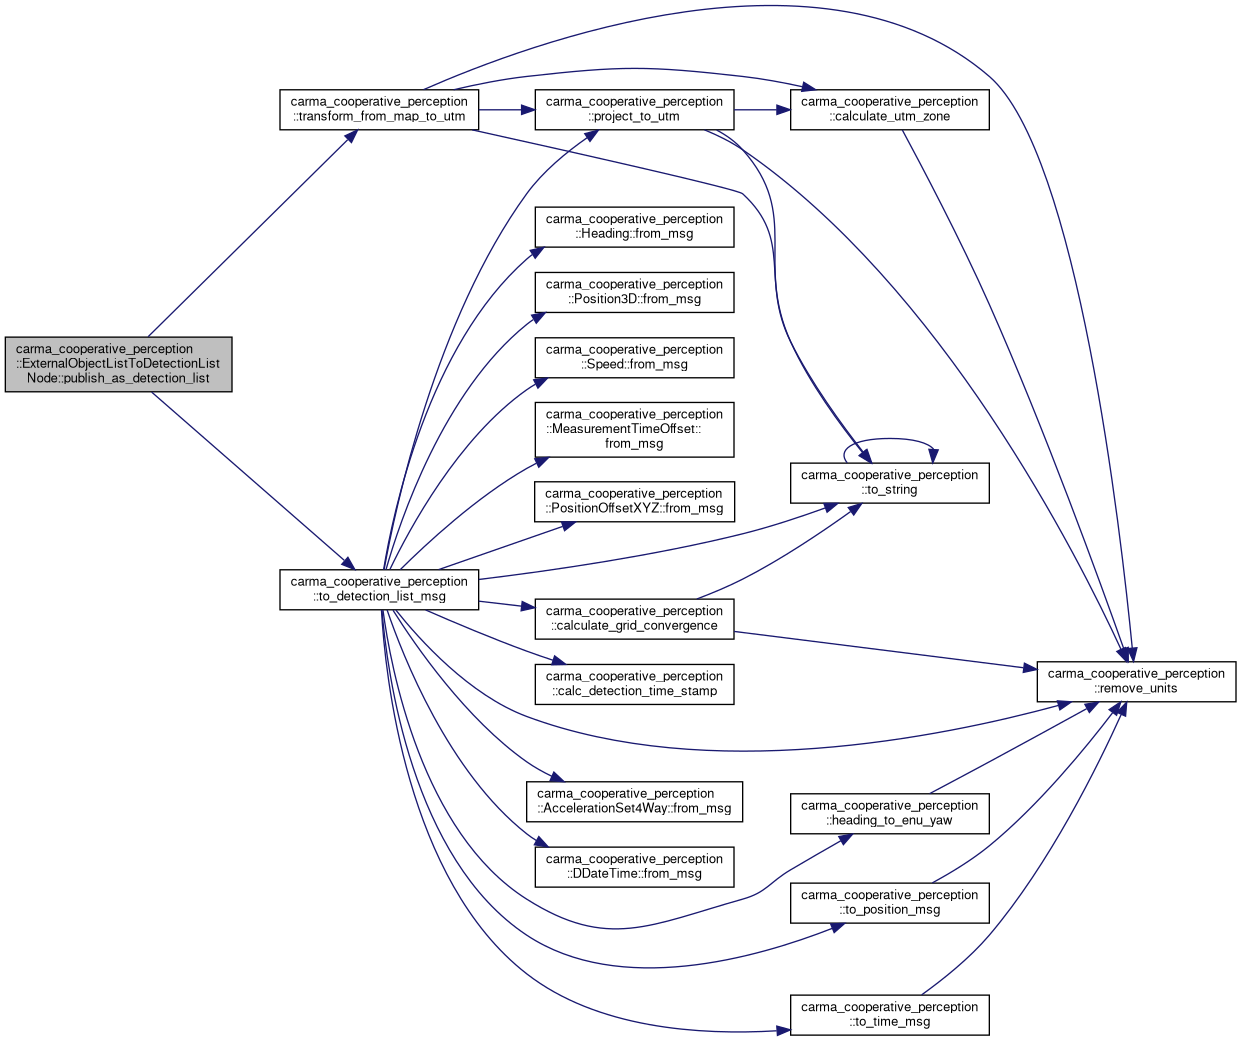 carma_cooperative_perception
::ExternalObjectListToDetectionList
Node::publish_as_detection_list
carma_cooperative_perception
::transform_from_map_to_utm
carma_cooperative_perception
::to_detection_list_msg
carma_cooperative_perception
::project_to_utm
carma_cooperative_perception
::Heading::from_msg
carma_cooperative_perception
::Position3D::from_msg
carma_cooperative_perception
::Speed::from_msg
carma_cooperative_perception
::MeasurementTimeOffset::
from_msg
carma_cooperative_perception
::PositionOffsetXYZ::from_msg
carma_cooperative_perception
::calculate_grid_convergence
carma_cooperative_perception
::calc_detection_time_stamp
carma_cooperative_perception
::AccelerationSet4Way::from_msg
carma_cooperative_perception
::DDateTime::from_msg
carma_cooperative_perception
::calculate_utm_zone
carma_cooperative_perception
::to_string
carma_cooperative_perception
::heading_to_enu_yaw
carma_cooperative_perception
::to_position_msg
carma_cooperative_perception
::to_time_msg
carma_cooperative_perception
::remove_units